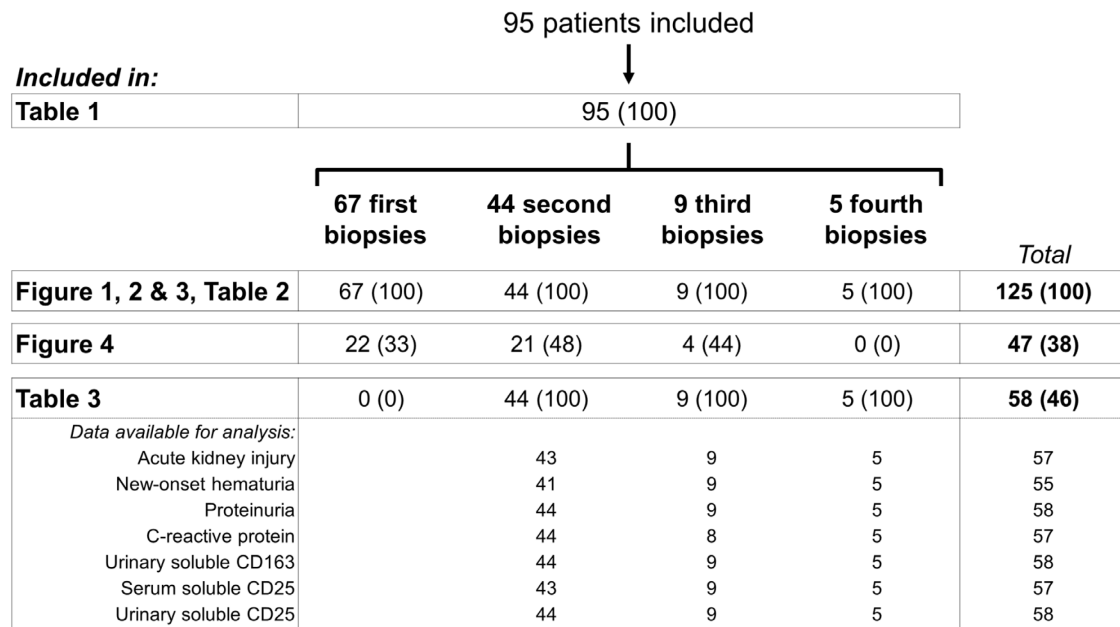 95 patients included
Included in:
Table 1 95 (100)
67 first biopsies 44 second biopsies 9 third biopsies 5 fourth biopsies
Total
Figure 1, 2 & 3, Table 2 67 (100) 44 (100) 9 (100) 5 (100) 125 (100)
Figure 4 22 (33) 21 (48) 4 (44) 0 (0) 47 (38)
Table 3 0 (0) 44 (100) 9 (100) 5 (100) 58 (46)
Data available for analysis:
Acute kidney injury 43 9 5 57
New-onset hematuria 41 9 5 55
Proteinuria 44 9 5 58
C-reactive protein 44 8 5 57
Urinary soluble CD163 44 9 5 58
Serum soluble CD25 43 9 5 57
Urinary soluble CD25 44 9 5 58